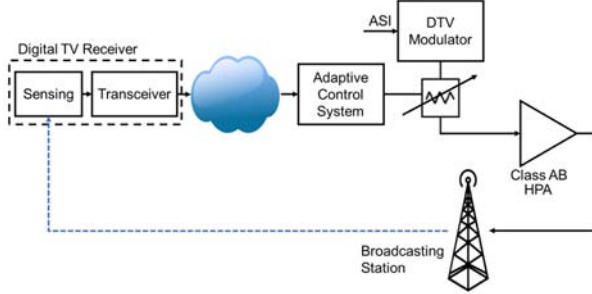 ASI
DTV
Modulator
Digital TV Receiver
Sensing
Transceiver
Adaptive
Control
System
Class AB
HPA
Broadcasting
Station